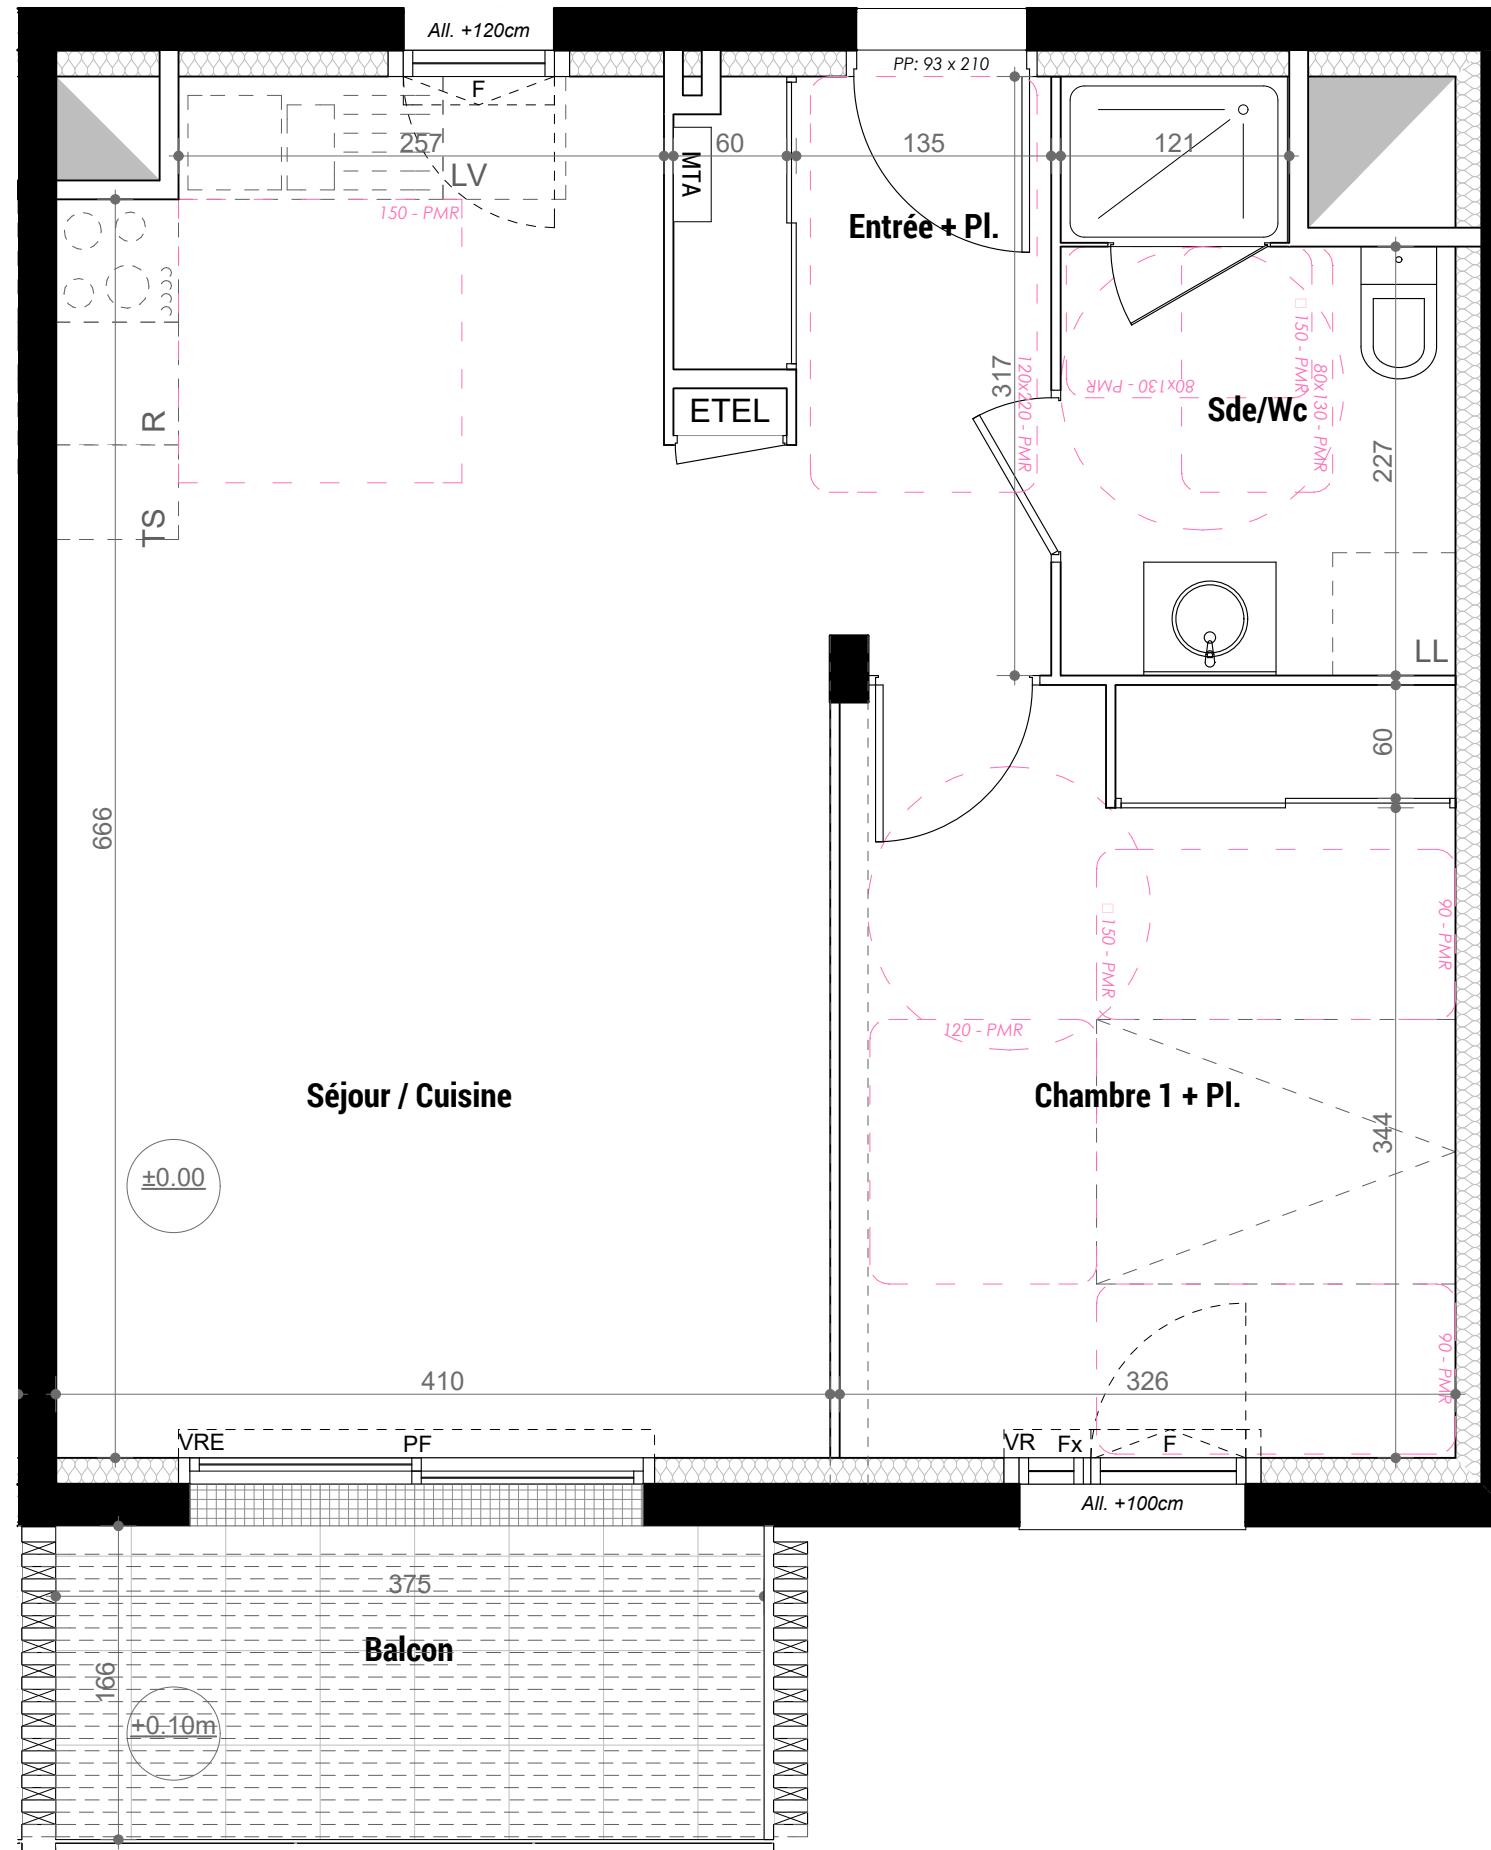 All. +120cm
F
PP: 93 x 210
257
60
135
121
LV
MTA
150 - PMR
Entrée + Pl.
□ 150 - PMR
80x130 - PMR
80x130 - PMR
120x220 - PMR
317
R
ETEL
Sde/Wc
227
TS
LL
60
666
□ 150 - PMR
90 - PMR
120 - PMR
Séjour / Cuisine
Chambre 1 + Pl.
344
±0.00
90 - PMR
410
326
VRE
PF
VR
Fx
F
All. +100cm
375
Balcon
166
+0.10m